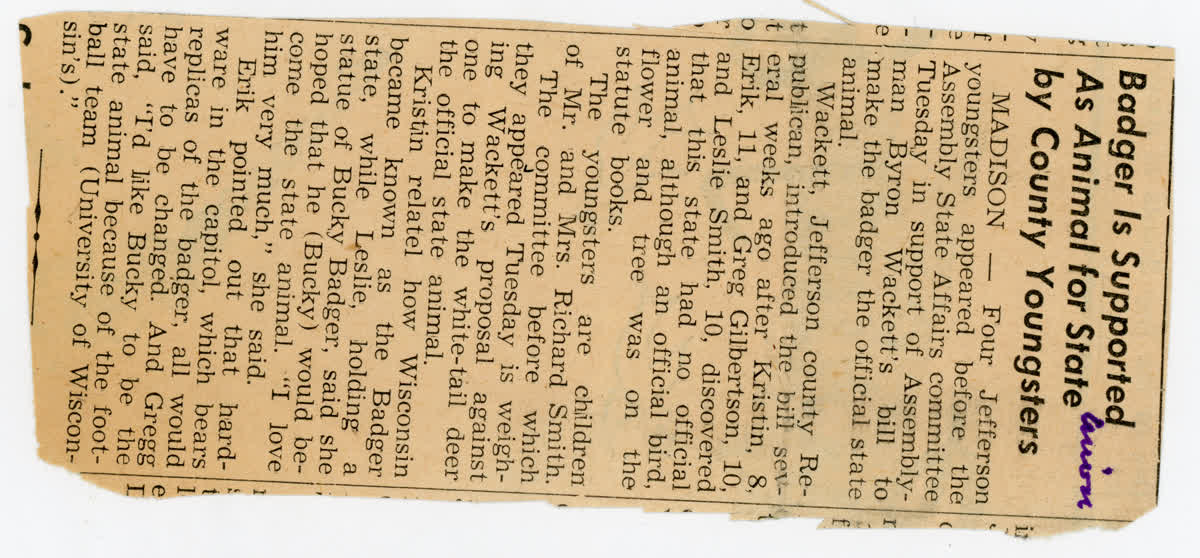 Badger Is Supported
As Animal for State
by County Youngsters
Union
MADISON — Four Jefferson
youngsters appeared before the
Assembly State Affairs committee
Tuesday in support of Assembly-
man Byron Wackett's bill to
make the badger the official state
animal.
Wackett, Jefferson county Re-
publican, introduced the bill sev-
eral weeks ago after Kristin, 8,
Erik, 11, and Greg Gilbertson, 10,
and Leslie Smith, 10, discovered
that this state had no official
animal, although an official bird,
flower and tree was on the
statute books.
The youngsters are children
of Mr. and Mrs. Richard Smith.
The committee before which
they appeared Tuesday is weigh-
ing Wackett's proposal against
one to make the white-tail deer
the official state animal.
Kristin relatel how Wisconsin
became known as the Badger
state, while Leslie, holding a
statue of Bucky Badger, said she
hoped that he (Bucky) would be-
come the state animal. "I love
him very much," she said.
Erik pointed out that hard-
ware in the capitol, which bears
replicas of the badger, all would
have to be changed. And Gregg
said, "I'd like Bucky to be the
state animal because of the foot-
ball team (University of Wiscon-
sin's)."